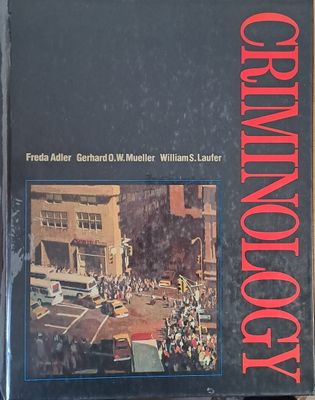 CRIMINOLOGY
Freda Adler Gerhard O.W. Mueller William S. Laufer